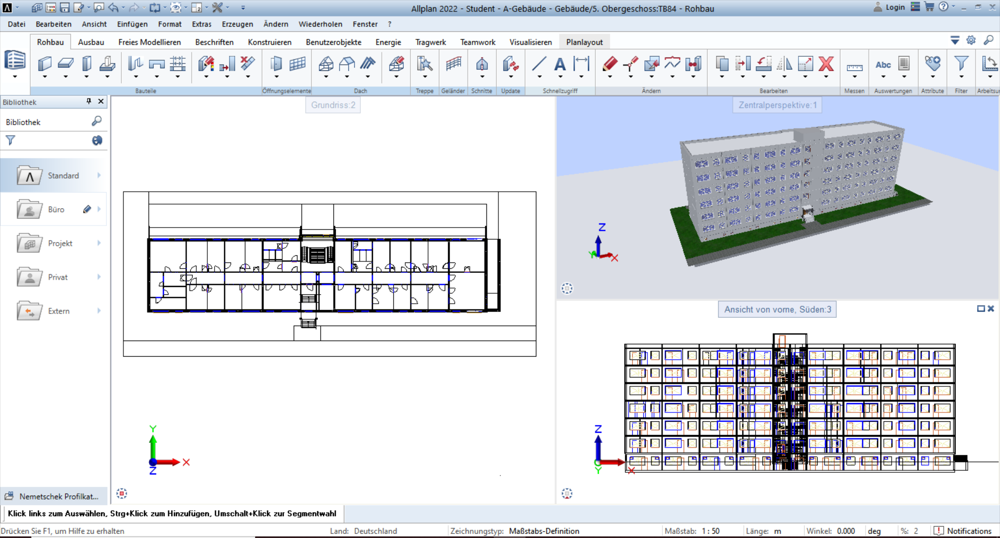 Allplan 2022 - Student - A-Gebäude - Gebäude/5. Obergeschoss:TB84 - Rohbau
Login
Datei Bearbeiten Ansicht Einfügen Format Extras Erzeugen Ändern Wiederholen Fenster ?
Rohbau Ausbau Freies Modellieren Beschriften Konstruieren Benutzerobjekte Energie Tragwerk Teamwork Visualisieren Planlayout
A Abc
Bauteile Öffnungselemente Dach Treppe Geländer Schnitte Update Schnellzugriff Ändern Bearbeiten Messen Auswertungen Attribute Filter Arbeitsu
Bibliothek
Bibliothek
Standard
Büro
Projekt
Privat
Extern
Nemetschek Profilkat...
Grundriss:2
Y
X
Z
Zentralperspektive:1
Z
Y
X
Ansicht von vorne, Süden:3
Z
Y
X
Klick links zum Auswählen, Strg+Klick zum Hinzufügen, Umschalt+Klick zur Segmentwahl
Drücken Sie F1, um Hilfe zu erhalten
Land: Deutschland
Zeichnungstyp: Maßstabs-Definition
Maßstab: 1 : 50
Länge: m
Winkel: 0.000 deg
%: 2
Notifications